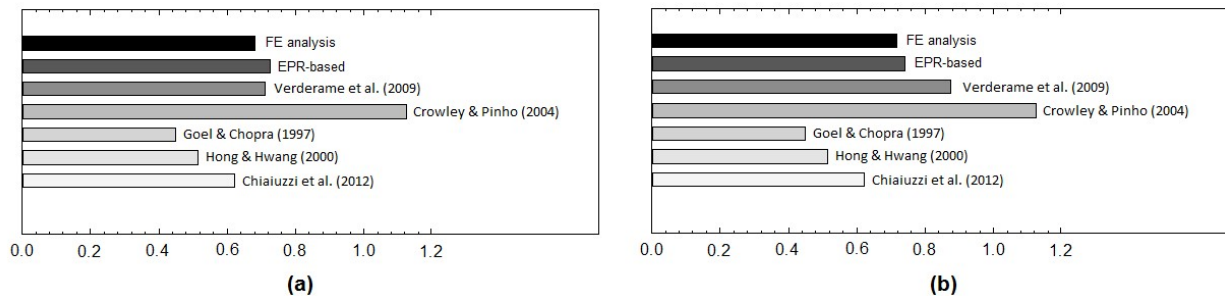 FE analysis
EPR-based
Verderame et al. (2009)
Crowley & Pinho (2004)
Goel & Chopra (1997)
Hong & Hwang (2000)
Chiaiuzzi et al. (2012)
0.0 0.2 0.4 0.6 0.8 1.0 1.2
(a)
FE analysis
EPR-based
Verderame et al. (2009)
Crowley & Pinho (2004)
Goel & Chopra (1997)
Hong & Hwang (2000)
Chiaiuzzi et al. (2012)
0.0 0.2 0.4 0.6 0.8 1.0 1.2
(b)